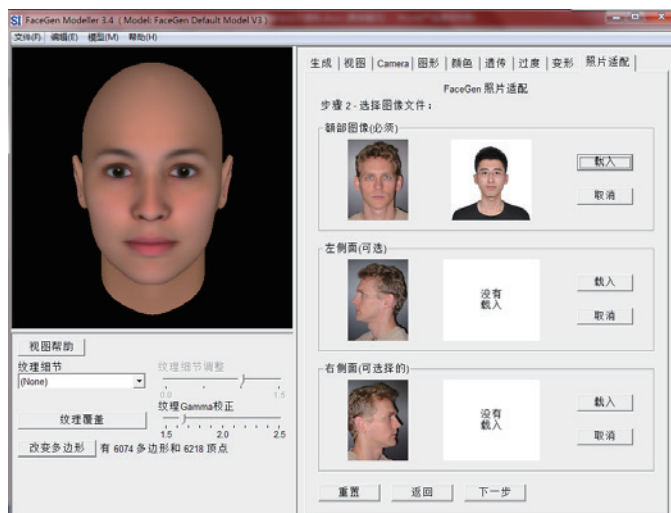 FaceGen Modeller 3.4 ( Model: FaceGen Default Model V3 )
文件(F) 编辑(E) 模型(M) 帮助(H)
生成 视图 Camera 图形 颜色 遗传 过度 变形 照片适配
FaceGen 照片适配
步骤 2 - 选择图像文件：
额部图像(必须)
载入
取消
左侧面(可选)
没有
载入
载入
取消
右侧面(可选择的)
没有
载入
载入
取消
重置 返回 下一步
视图帮助
纹理细节
(None)
纹理细节调整
0.0 1.5
纹理覆盖
纹理Gamma校正
1.5 2.0 2.5
改变多边形 有 6074 多边形和 6218 顶点